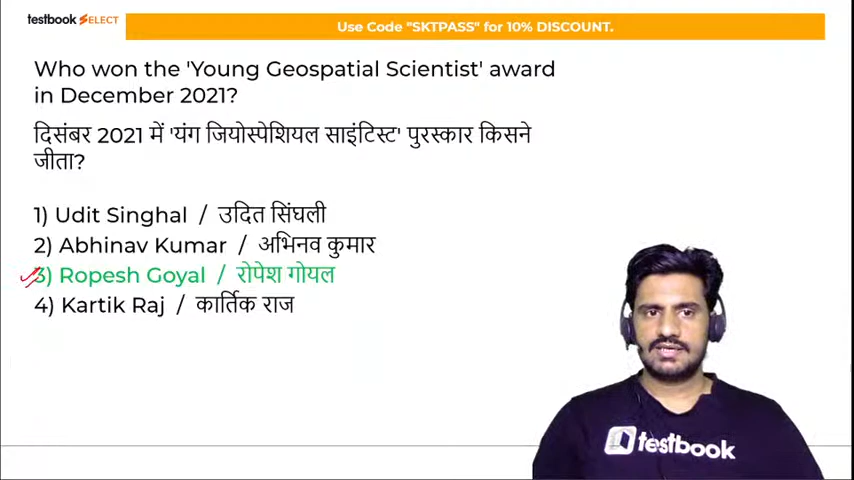 testbook SELECT
Use Code "SKTPASS" for 10% DISCOUNT.
Who won the 'Young Geospatial Scientist' award
in December 2021?
दिसंबर 2021 में 'यंग जियोस्पेशियल साइंटिस्ट' पुरस्कार किसने
जीता?
1) Udit Singhal / उदित सिंघली
2) Abhinav Kumar / अभिनव कुमार
3) Ropesh Goyal / रोपेश गोयल
4) Kartik Raj / कार्तिक राज
testbook